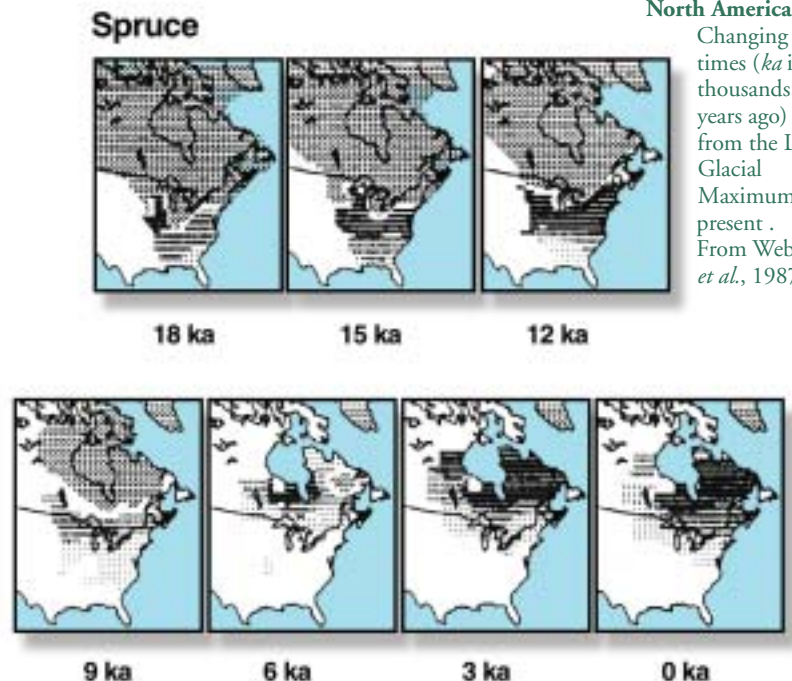 Spruce
North America
Changing
times (ka i
thousands
years ago)
from the L
Glacial
Maximum
present .
From Web
et al., 1987
18 ka
15 ka
12 ka
9 ka
6 ka
3 ka
0 ka